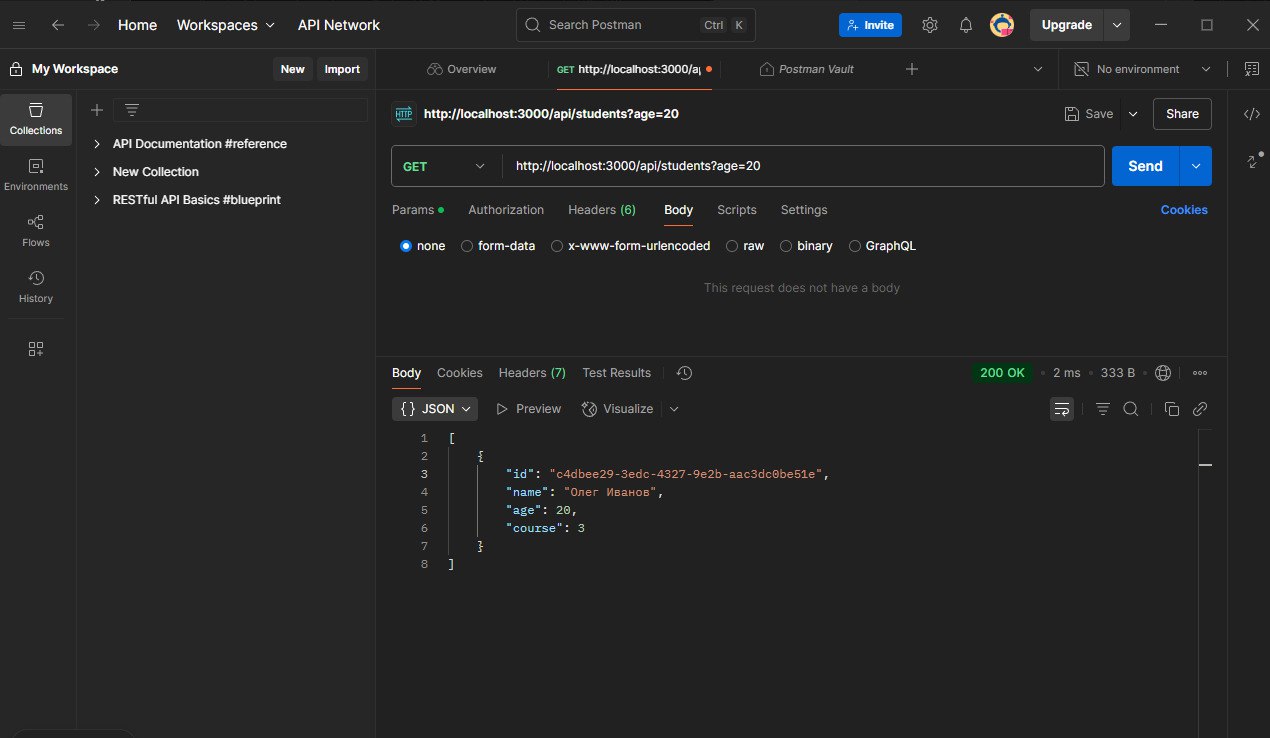 Home Workspaces API Network Search Postman Ctrl K Invite Upgrade
My Workspace New Import Overview GET http://localhost:3000/a Postman Vault No environment
Collections
Environments
Flows
History
API Documentation #reference
New Collection
RESTful API Basics #blueprint
HTTP http://localhost:3000/api/students?age=20 Save Share
GET http://localhost:3000/api/students?age=20 Send
Params Authorization Headers (6) Body Scripts Settings Cookies
none form-data x-www-form-urlencoded raw binary GraphQL
This request does not have a body
Body Cookies Headers (7) Test Results 200 OK • 2 ms • 333 B •
{} JSON Preview Visualize
1 [
2 {
3 "id": "c4dbee29-3edc-4327-9e2b-aac3dc0be51e",
4 "name": "Олег Иванов",
5 "age": 20,
6 "course": 3
7 }
8 ]